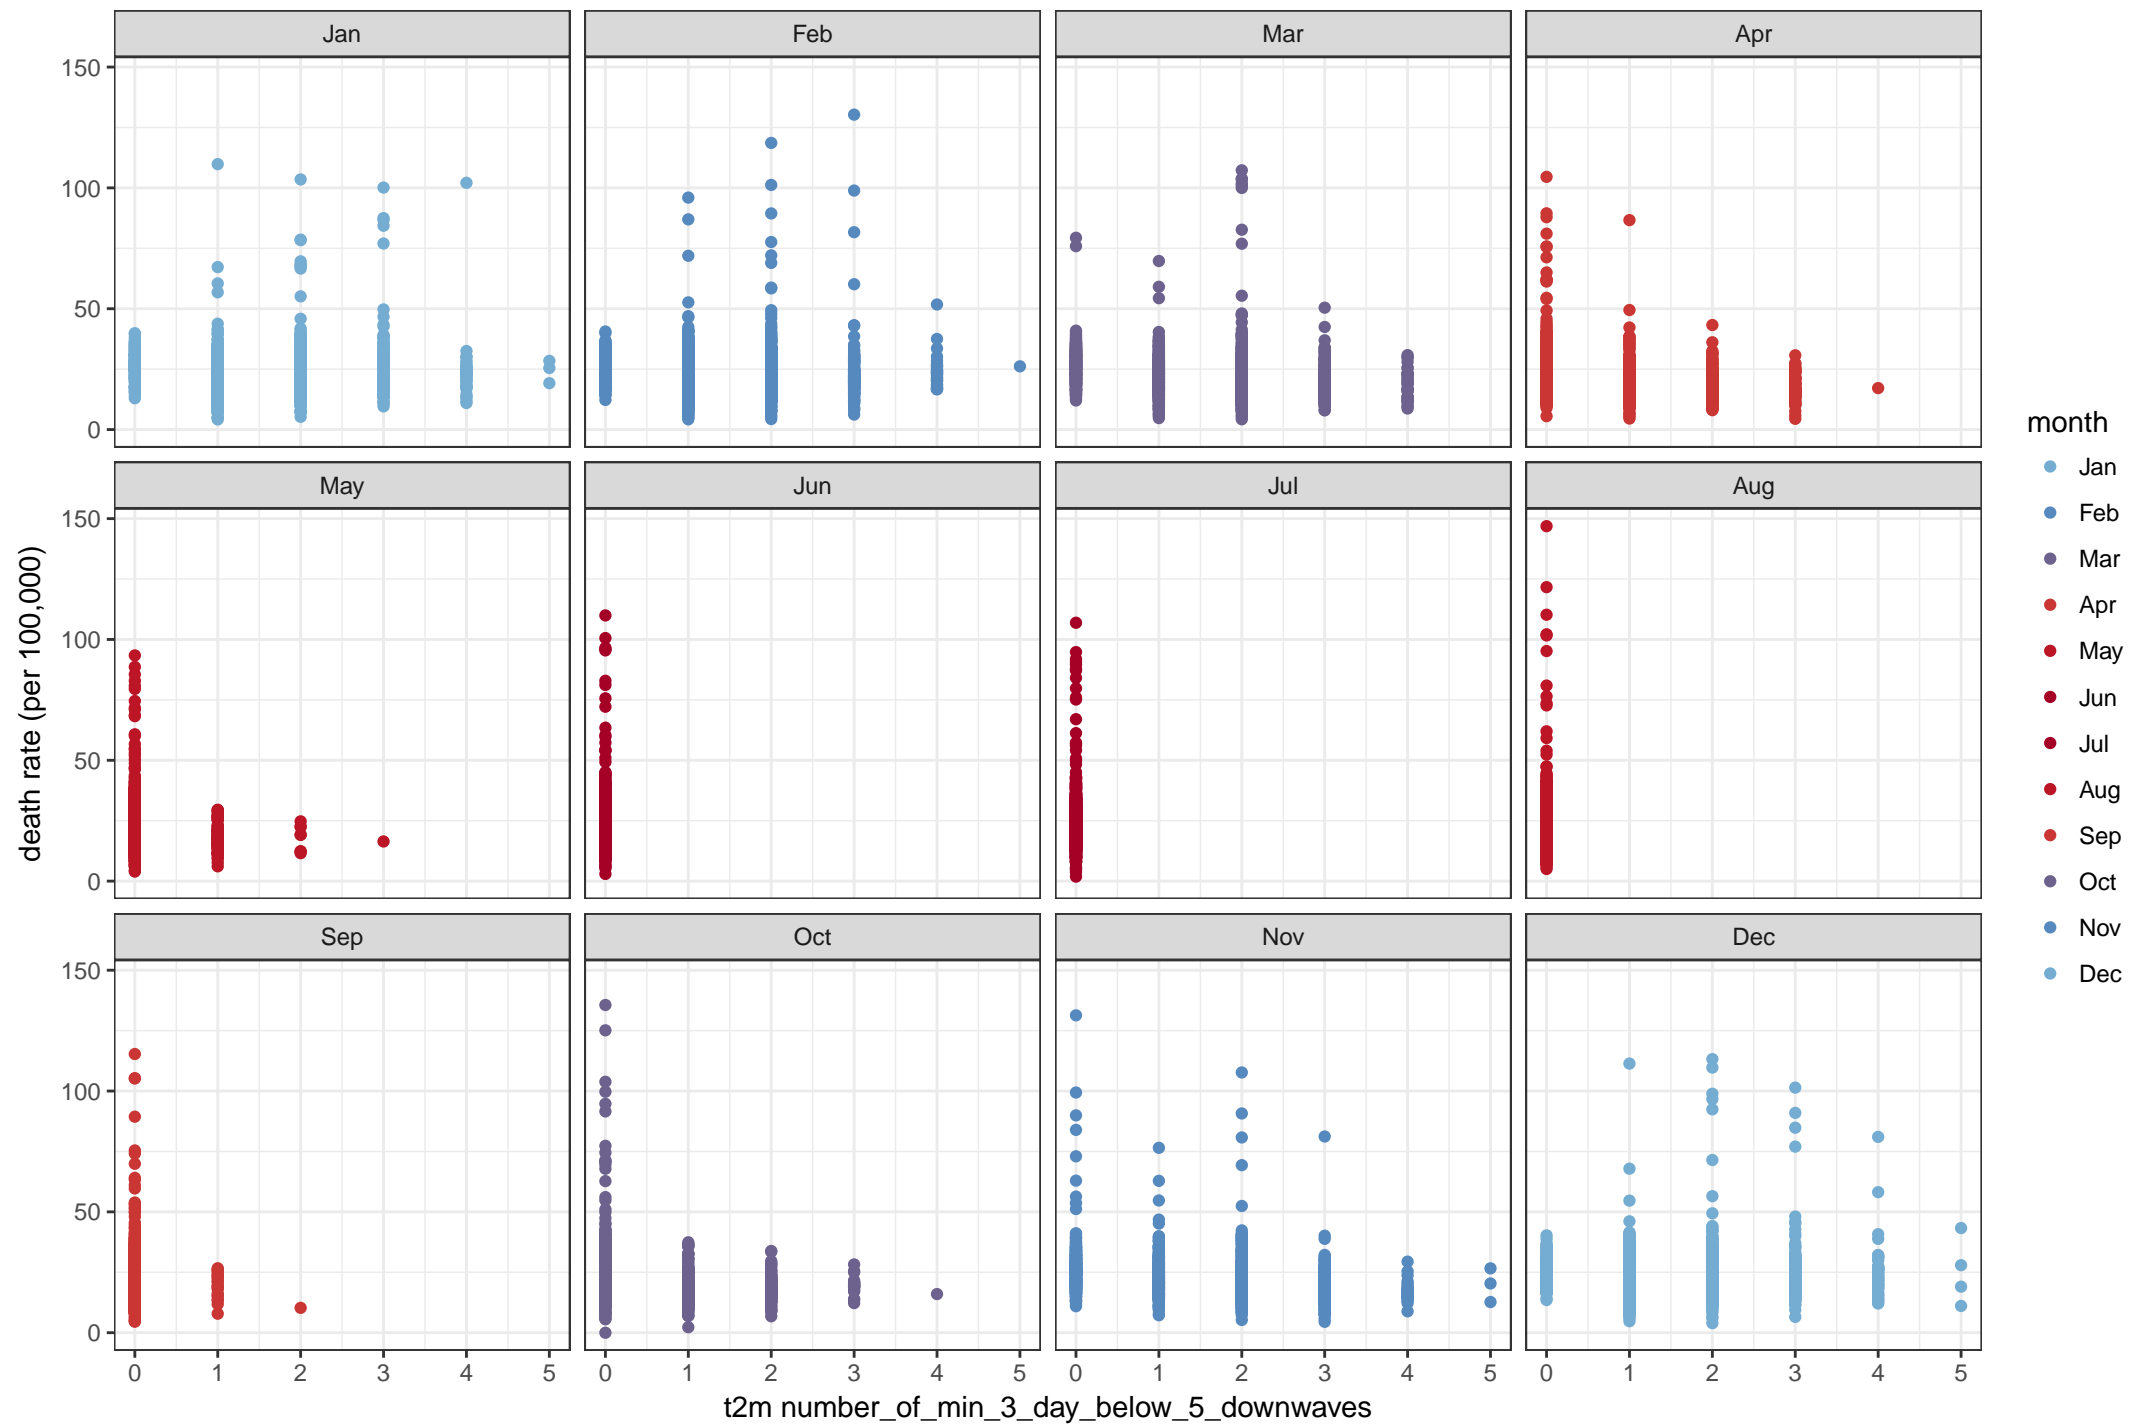 Jan Feb Mar Apr
150
100
50
0
May Jun Jul Aug
150
100
50
0
Sep Oct Nov Dec
150
100
50
0
0 1 2 3 4 5 0 1 2 3 4 5 0 1 2 3 4 5 0 1 2 3 4 5
t2m number_of_min_3_day_below_5_downwaves
death rate (per 100,000)
month
Jan
Feb
Mar
Apr
May
Jun
Jul
Aug
Sep
Oct
Nov
Dec